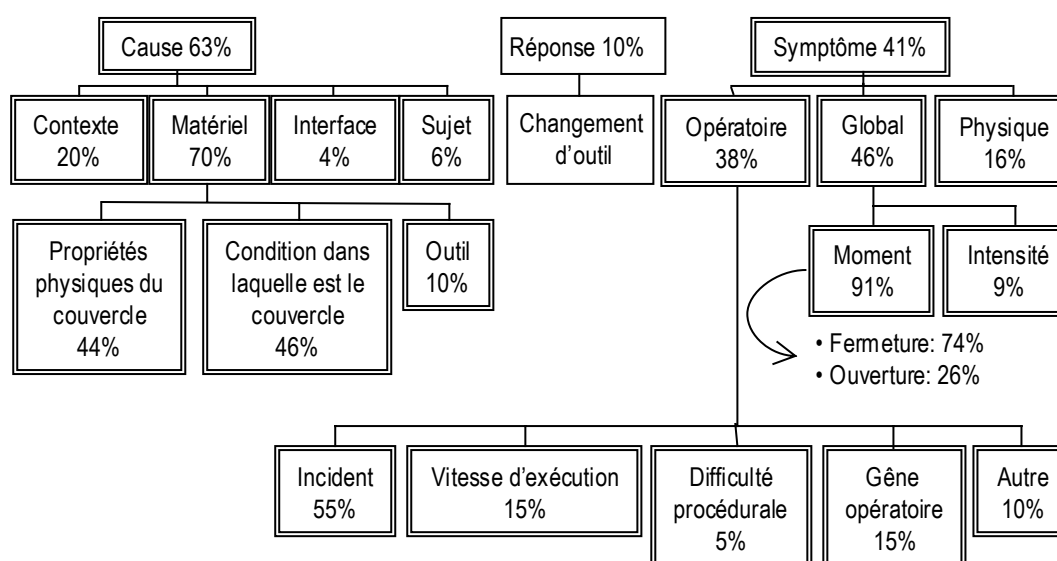 Cause 63%
Réponse 10%
Symptôme 41%
Contexte
20%
Matériel
70%
Interface
4%
Sujet
6%
Changement
d'outil
Opératoire
38%
Global
46%
Physique
16%
Propriétés
physiques du
couvercle
44%
Condition dans
laquelle est le
couvercle
46%
Outil
10%
Moment
91%
Intensité
9%
• Fermeture: 74%
• Ouverture: 26%
Incident
55%
Vitesse d'exécution
15%
Difficulté
procédurale
5%
Gêne
opératoire
15%
Autre
10%